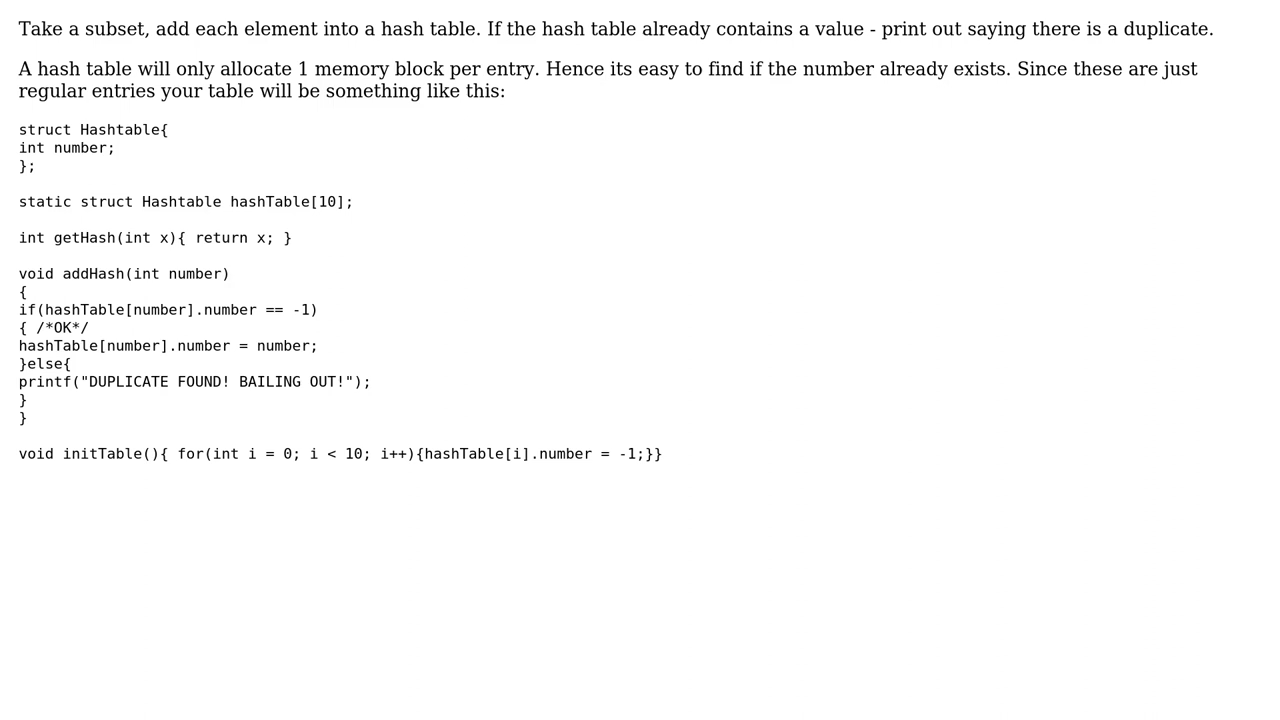 Take a subset, add each element into a hash table. If the hash table already contains a value - print out saying there is a duplicate.
A hash table will only allocate 1 memory block per entry. Hence its easy to find if the number already exists. Since these are just
regular entries your table will be something like this:
struct Hashtable{
int number;
};
static struct Hashtable hashTable[10];
int getHash(int x){ return x; }
void addHash(int number)
{
if(hashTable[number].number == -1)
{ /*OK*/
hashTable[number].number = number;
}else{
printf("DUPLICATE FOUND! BAILING OUT!");
}
}
void initTable(){ for(int i = 0; i < 10; i++){hashTable[i].number = -1;}}